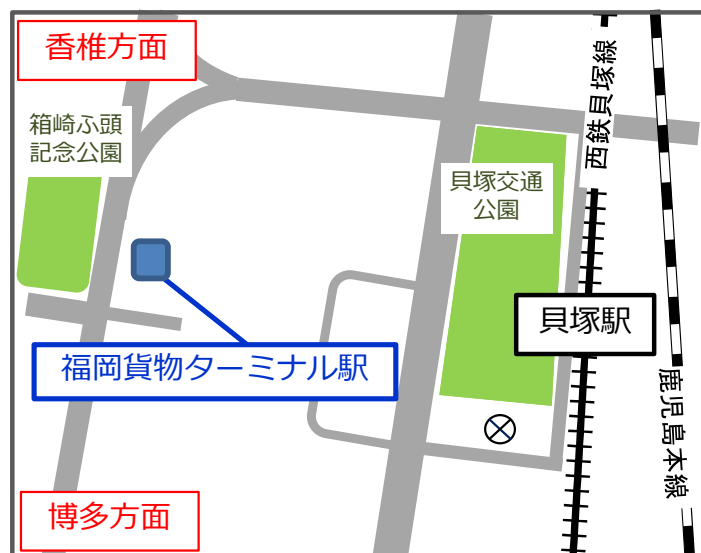 香椎方面
箱崎ふ頭
記念公園
西鉄貝塚線
貝塚交通
公園
貝塚駅
福岡貨物ターミナル駅
鹿児島本線
博多方面